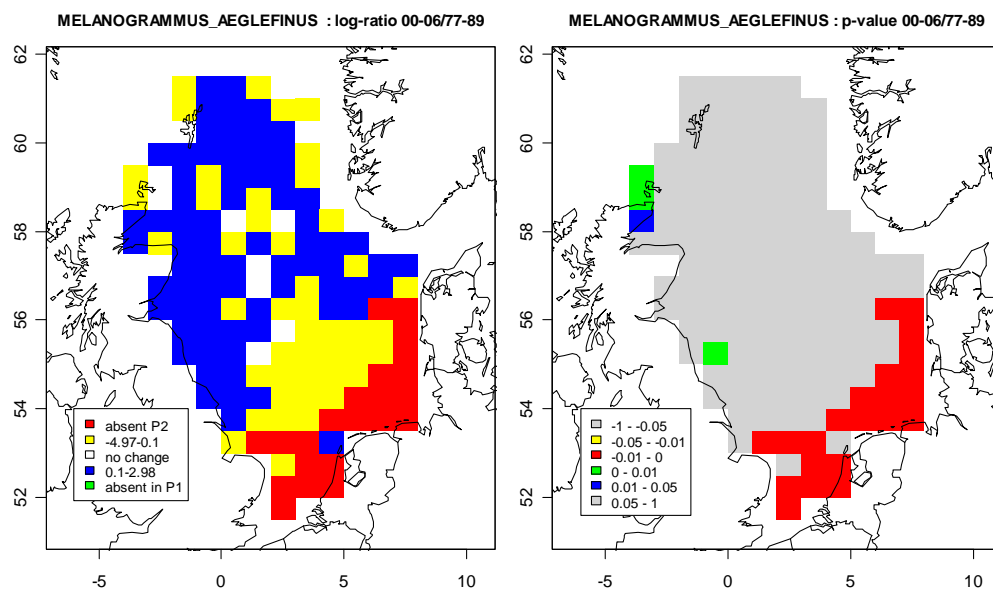 MELANOGRAMMUS_AEGLEFINUS : log-ratio 00-06/77-89
62
60
58
56
54
52
absent P2
-4.97-0.1
no change
0.1-2.98
absent in P1
-5
0
5
10
MELANOGRAMMUS_AEGLEFINUS : p-value 00-06/77-89
62
60
58
56
54
52
-1 - -0.05
-0.05 - -0.01
-0.01 - 0
0 - 0.01
0.01 - 0.05
0.05 - 1
-5
0
5
10